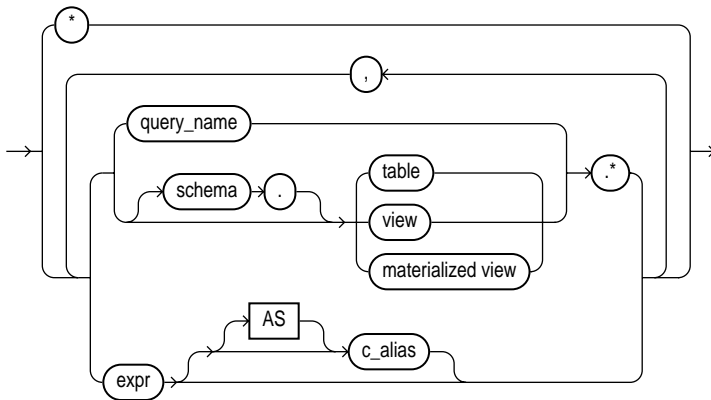 *
,
query_name
schema . table .*
view
materialized view
AS
c_alias
expr